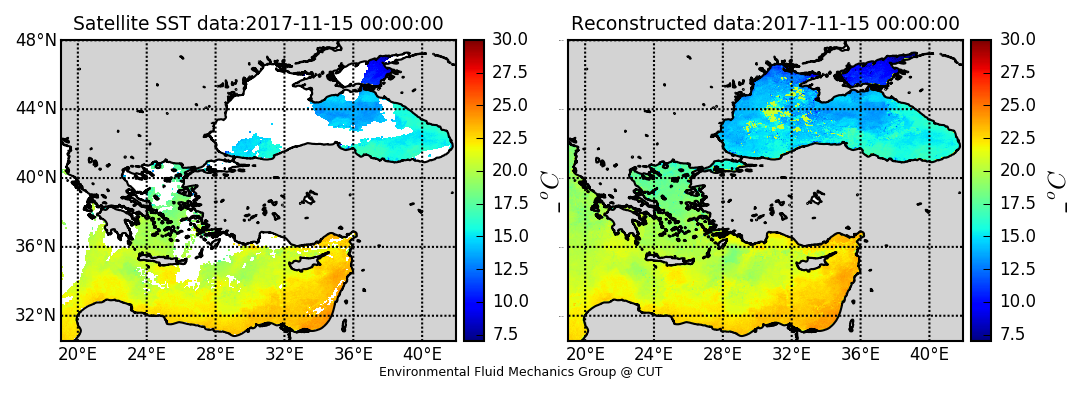 Satellite SST data:2017-11-15 00:00:00
48°N
44°N
40°N
36°N
32°N
20°E 24°E 28°E 32°E 36°E 40°E
30.0
27.5
25.0
22.5
20.0
17.5
15.0
12.5
10.0
7.5
_ °C
Reconstructed data:2017-11-15 00:00:00
20°E 24°E 28°E 32°E 36°E 40°E
30.0
27.5
25.0
22.5
20.0
17.5
15.0
12.5
10.0
7.5
_ °C
Environmental Fluid Mechanics Group @ CUT